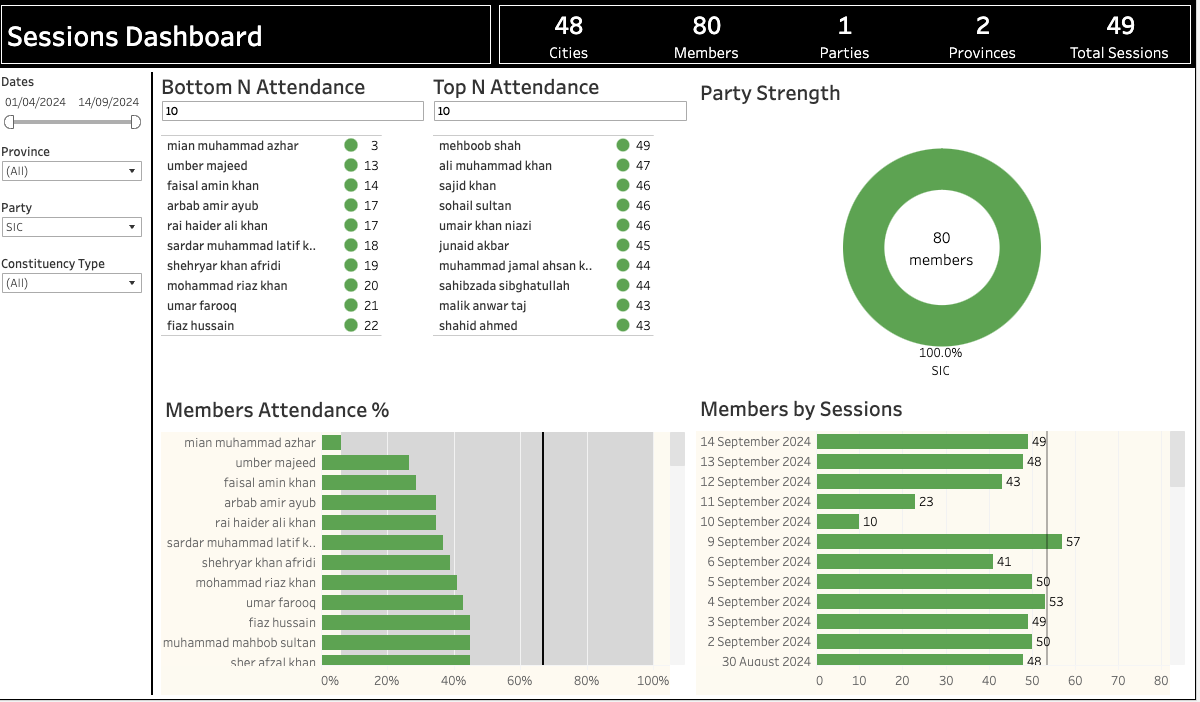 Sessions Dashboard
48 80 1 2 49
Cities Members Parties Provinces Total Sessions
Dates
01/04/2024 14/09/2024
Province
(All)
Party
SIC
Constituency Type
(All)
Bottom N Attendance
10
mian muhammad azhar 3
umber majeed 13
faisal amin khan 14
arbab amir ayub 17
rai haider ali khan 17
sardar muhammad latif k.. 18
shehryar khan afridi 19
mohammad riaz khan 20
umar farooq 21
fiaz hussain 22
Top N Attendance
10
mehboob shah 49
ali muhammad khan 47
sajid khan 46
sohail sultan 46
umair khan niazi 46
junaid akbar 45
muhammad jamal ahsan k.. 44
sahibzada sibghatullah 44
malik anwar taj 43
shahid ahmed 43
Party Strength
80
members
100.0%
SIC
Members Attendance %
mian muhammad azhar
umber majeed
faisal amin khan
arbab amir ayub
rai haider ali khan
sardar muhammad latif k..
shehryar khan afridi
mohammad riaz khan
umar farooq
fiaz hussain
muhammad mahbob sultan
sher afzal khan
0% 20% 40% 60% 80% 100%
Members by Sessions
14 September 2024 49
13 September 2024 48
12 September 2024 43
11 September 2024 23
10 September 2024 10
9 September 2024 57
6 September 2024 41
5 September 2024 50
4 September 2024 53
3 September 2024 49
2 September 2024 50
30 August 2024 48
0 10 20 30 40 50 60 70 80